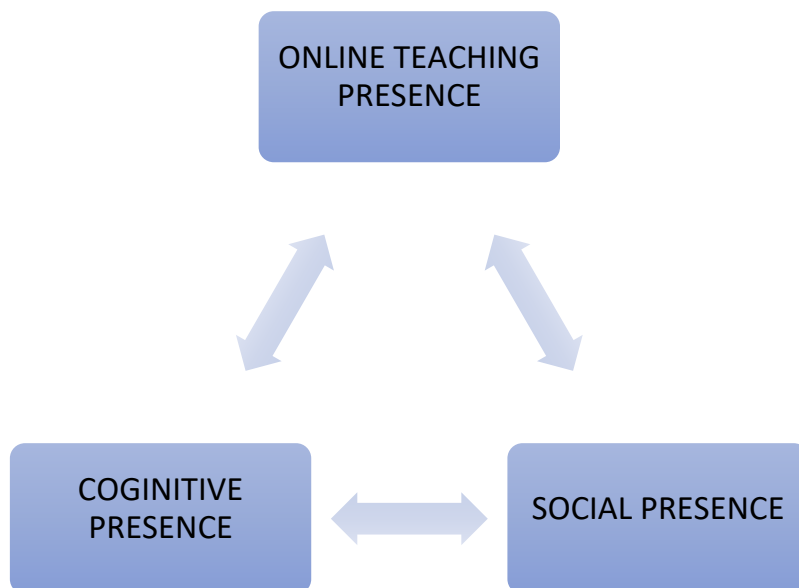 ONLINE TEACHING
PRESENCE
COGINITIVE
PRESENCE
SOCIAL PRESENCE